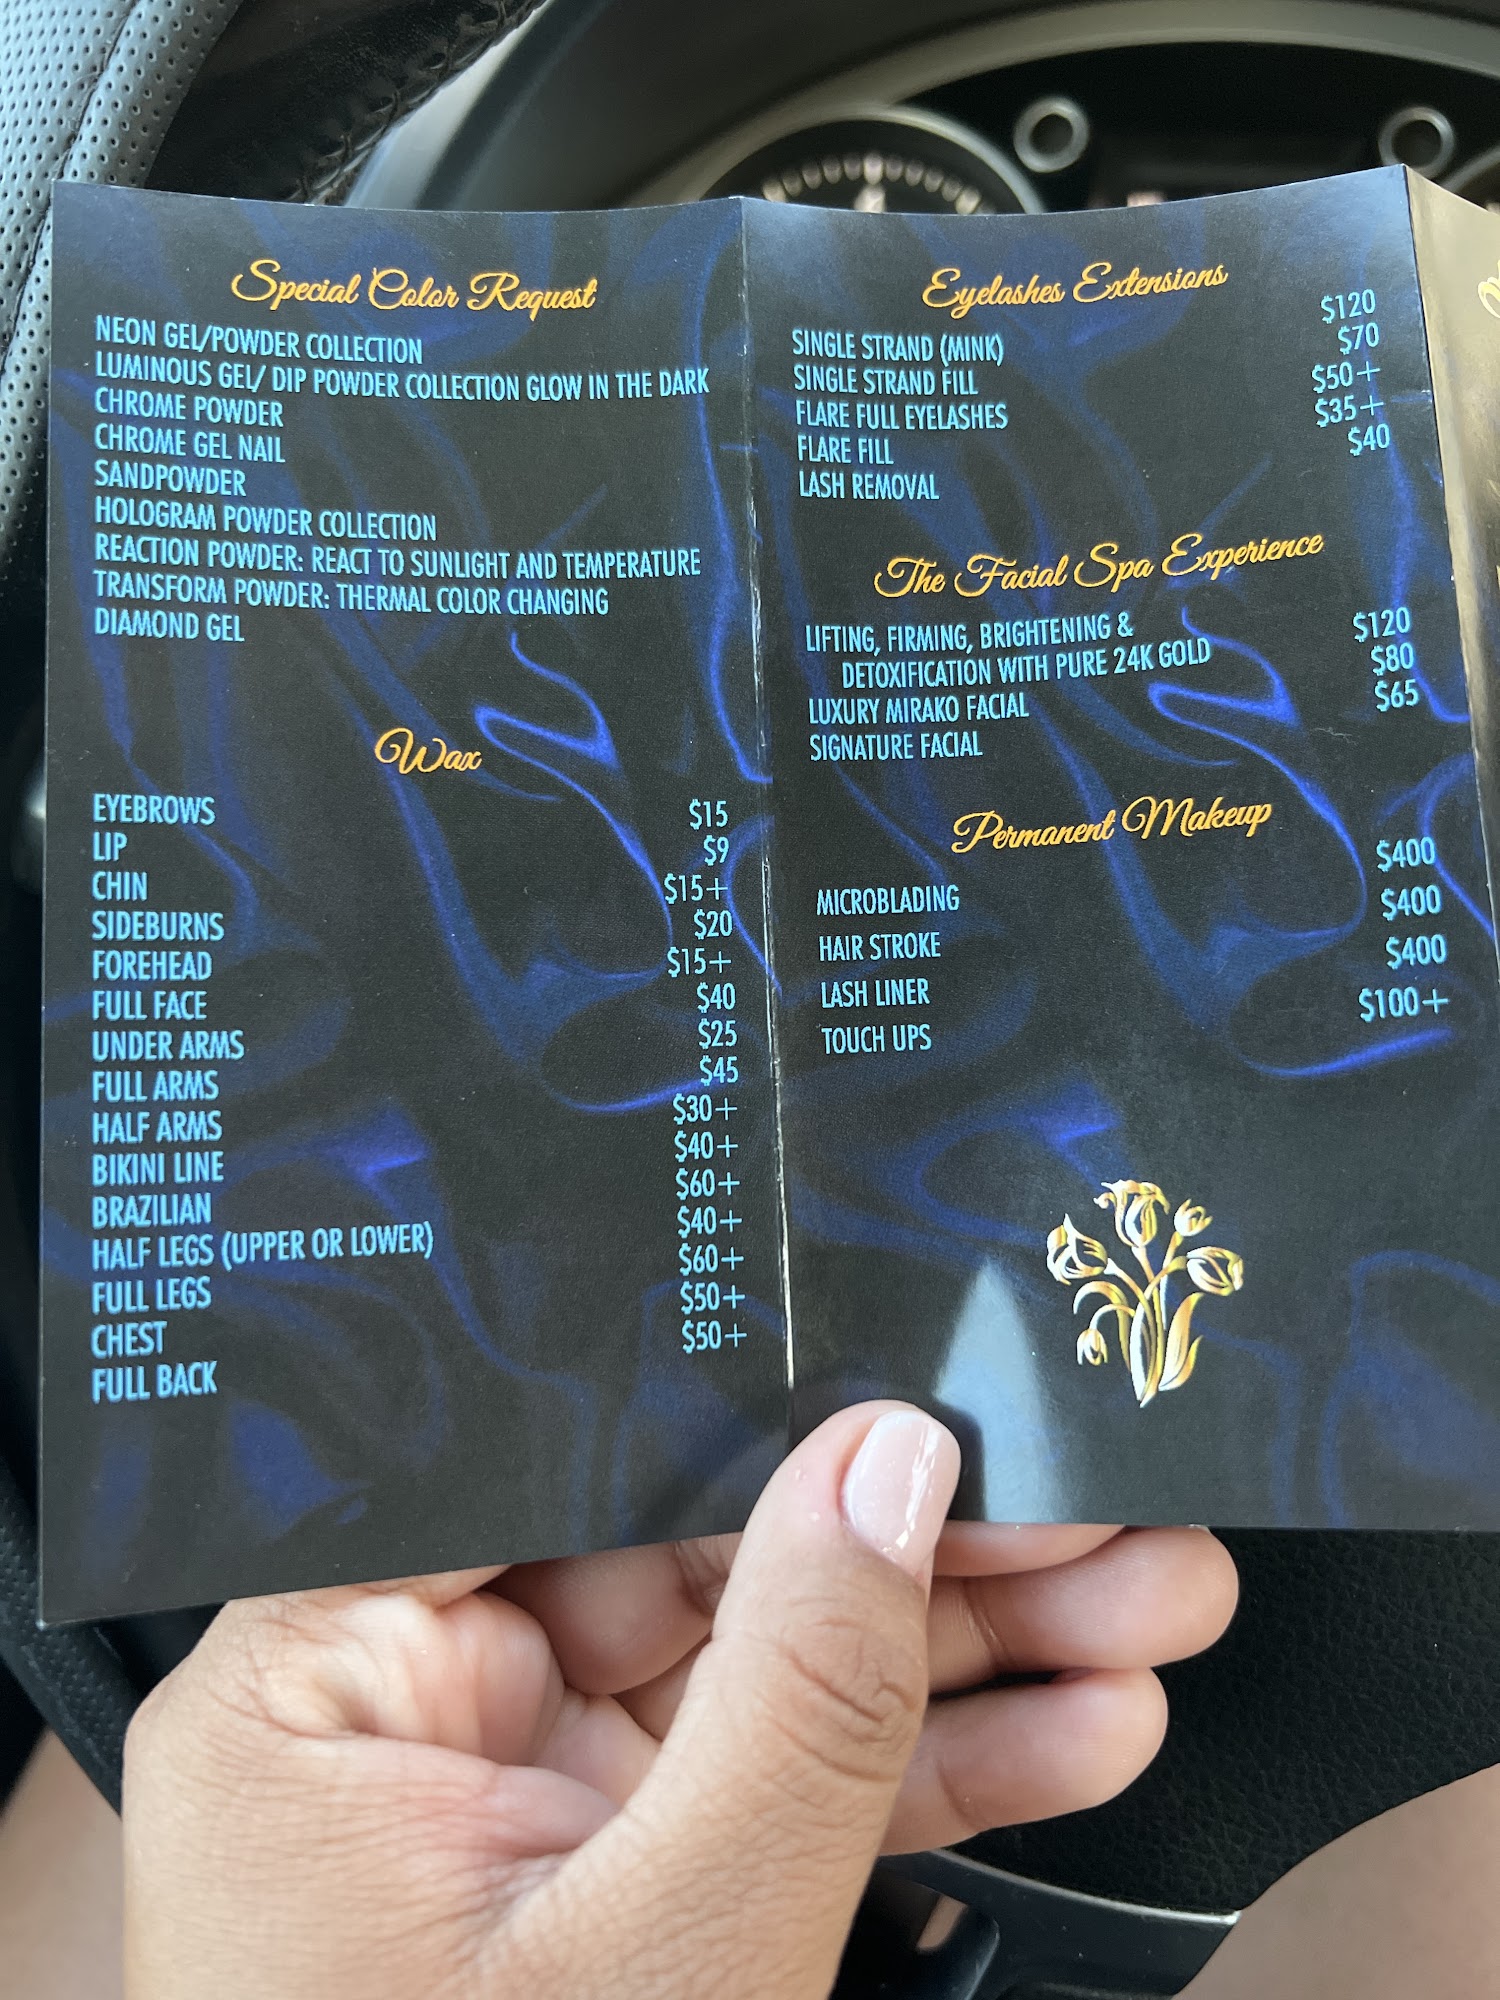 Special Color Request
NEON GEL/POWDER COLLECTION
LUMINOUS GEL/ DIP POWDER COLLECTION GLOW IN THE DARK
CHROME POWDER
CHROME GEL NAIL
SANDPOWDER
HOLOGRAM POWDER COLLECTION
REACTION POWDER: REACT TO SUNLIGHT AND TEMPERATURE
TRANSFORM POWDER: THERMAL COLOR CHANGING
DIAMOND GEL
Wax
EYEBROWS $15
LIP $9
CHIN $15+
SIDEBURNS $20
FOREHEAD $15+
FULL FACE $40
UNDER ARMS $25
FULL ARMS $45
HALF ARMS $30+
BIKINI LINE $40+
BRAZILIAN $60+
HALF LEGS (UPPER OR LOWER) $40+
FULL LEGS $60+
CHEST $50+
FULL BACK $50+
Eyelashes Extensions
SINGLE STRAND (MINK) $120
SINGLE STRAND FILL $70
FLARE FULL EYELASHES $50+
FLARE FILL $35+
LASH REMOVAL $40
The Facial Spa Experience
LIFTING, FIRMING, BRIGHTENING &
DETOXIFICATION WITH PURE 24K GOLD $120
LUXURY MIRAKO FACIAL $80
SIGNATURE FACIAL $65
Permanent Makeup
MICROBLADING $400
HAIR STROKE $400
LASH LINER $400
TOUCH UPS $100+